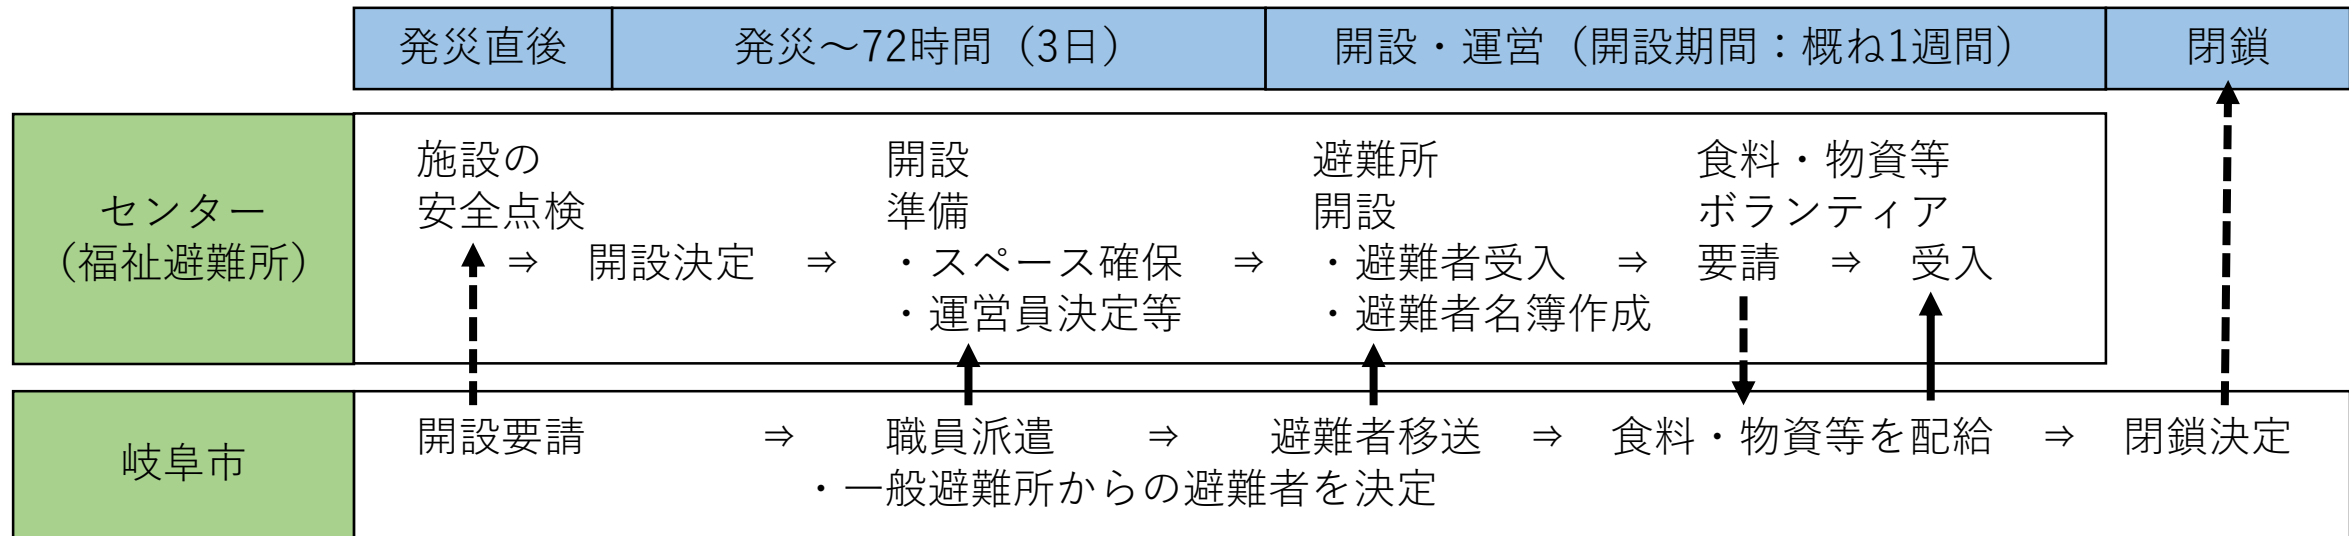 発災直後
発災～72時間（3日）
開設・運営（開設期間：概ね1週間）
閉鎖
センター
（福祉避難所）
施設の
安全点検
⇒
開設決定
⇒
開設
準備
・スペース確保
・運営員決定等
⇒
避難所
開設
・避難者受入
・避難者名簿作成
⇒
食料・物資等
ボランティア
要請
⇒
受入
岐阜市
開設要請
⇒
職員派遣
⇒
避難者移送
⇒
食料・物資等を配給
⇒
閉鎖決定
・一般避難所からの避難者を決定